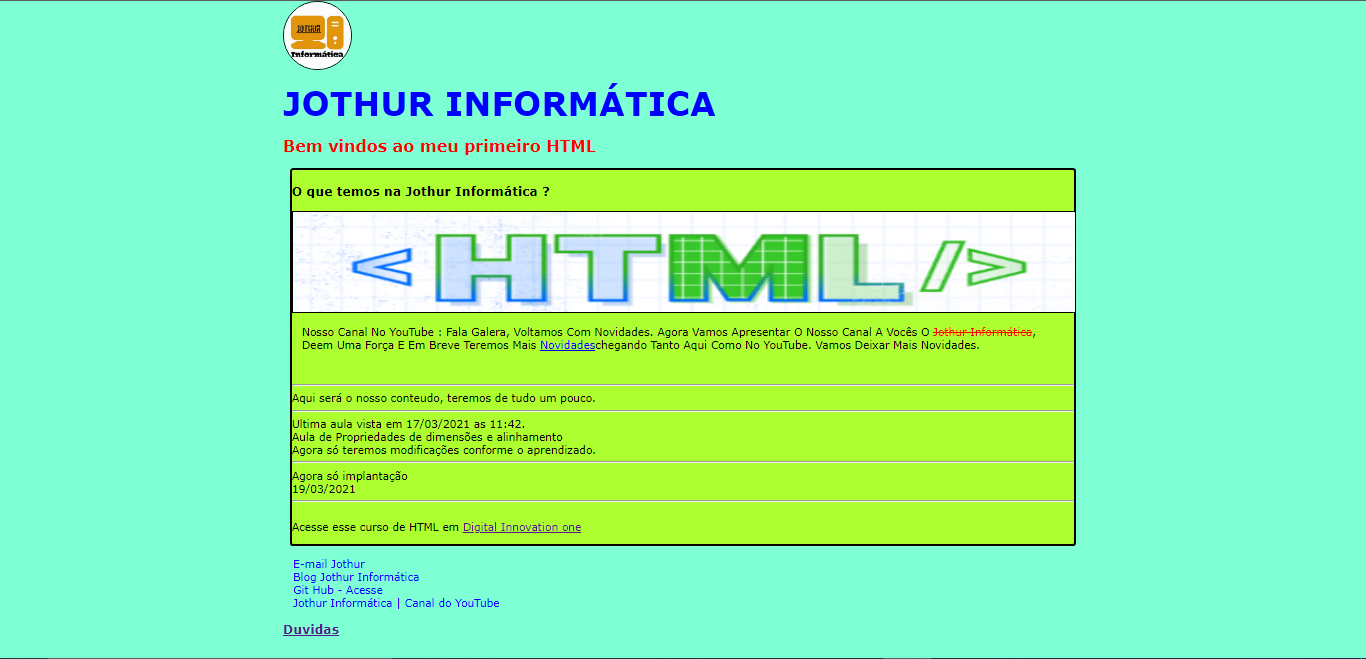 Informática
JOTHUR INFORMÁTICA
Bem vindos ao meu primeiro HTML
O que temos na Jothur Informática ?
<HTML/>
Nosso Canal No YouTube : Fala Galera, Voltamos Com Novidades. Agora Vamos Apresentar O Nosso Canal A Vocês O Jothur Informática,
Deem Uma Força E Em Breve Teremos Mais Novidadeschegando Tanto Aqui Como No YouTube. Vamos Deixar Mais Novidades.
Aqui será o nosso conteudo, teremos de tudo um pouco.
Ultima aula vista em 17/03/2021 as 11:42.
Aula de Propriedades de dimensões e alinhamento
Agora só teremos modificações conforme o aprendizado.
Agora só implantação
19/03/2021
Acesse esse curso de HTML em Digital Innovation one
E-mail Jothur
Blog Jothur Informática
Git Hub - Acesse
Jothur Informática | Canal do YouTube
Duvidas